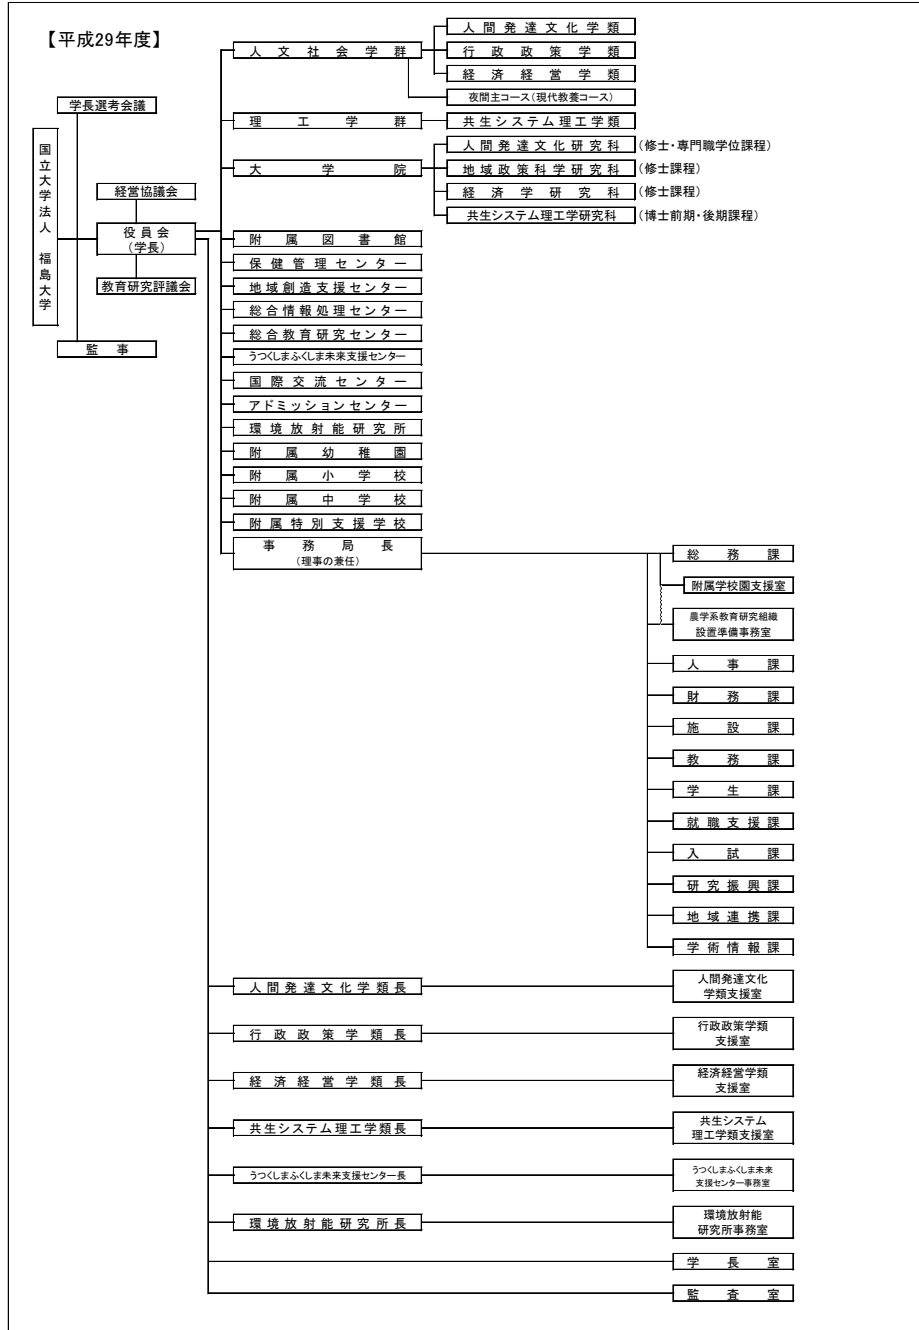 【平成29年度】
学長選考会議
国立大学法人　福島大学
経営協議会
役員会
(学長)
教育研究評議会
監事
人文社会学群
人間発達文化学類
行政政策学類
経済経営学類
夜間主コース(現代教養コース)
理工学群
共生システム理工学類
大学院
人間発達文化研究科 (修士・専門職学位課程)
地域政策科学研究科 (修士課程)
経済学研究科 (修士課程)
共生システム理工学研究科 (博士前期・後期課程)
附属図書館
保健管理センター
地域創造支援センター
総合情報処理センター
総合教育研究センター
うつくしまふくしま未来支援センター
国際交流センター
アドミッションセンター
環境放射能研究所
附属幼稚園
附属小学校
附属中学校
附属特別支援学校
事務局長
(理事の兼任)
総務課
附属学校園支援室
農学系教育研究組織
設置準備事務室
人事課
財務課
施設課
教務課
学生課
就職支援課
入試課
研究振興課
地域連携課
学術情報課
人間発達文化学類長
人間発達文化
学類支援室
行政政策学類長
行政政策学類
支援室
経済経営学類長
経済経営学類
支援室
共生システム理工学類長
共生システム
理工学類支援室
うつくしまふくしま未来支援センター長
うつくしまふくしま未来
支援センター事務室
環境放射能研究所長
環境放射能
研究所事務室
学長室
監査室